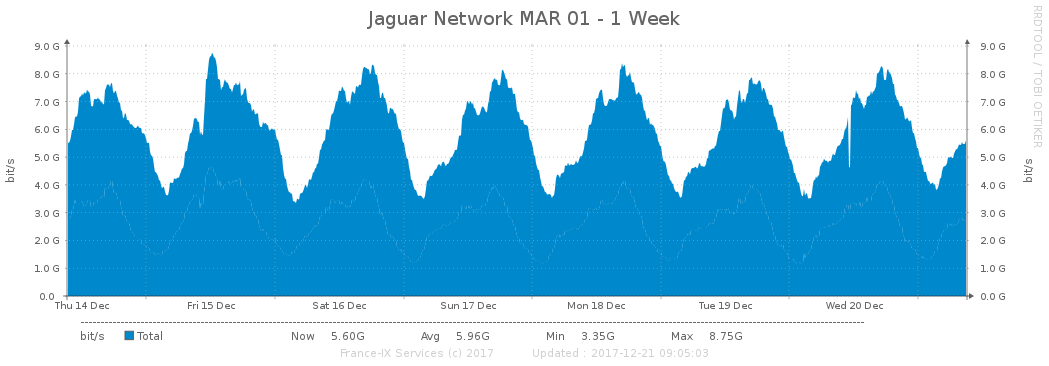 Jaguar Network MAR 01 - 1 Week
RRDTOOL / TOBI OETIKER
bit/s
9.0 G 9.0 G
8.0 G 8.0 G
7.0 G 7.0 G
6.0 G 6.0 G
5.0 G 5.0 G
4.0 G 4.0 G
3.0 G 3.0 G
2.0 G 2.0 G
1.0 G 1.0 G
0.0 0.0 G
bit/s
Thu 14 Dec Fri 15 Dec Sat 16 Dec Sun 17 Dec Mon 18 Dec Tue 19 Dec Wed 20 Dec
bit/s Total Now 5.60G Avg 5.96G Min 3.35G Max 8.75G
France-IX Services (c) 2017 Updated : 2017-12-21 09:05:03